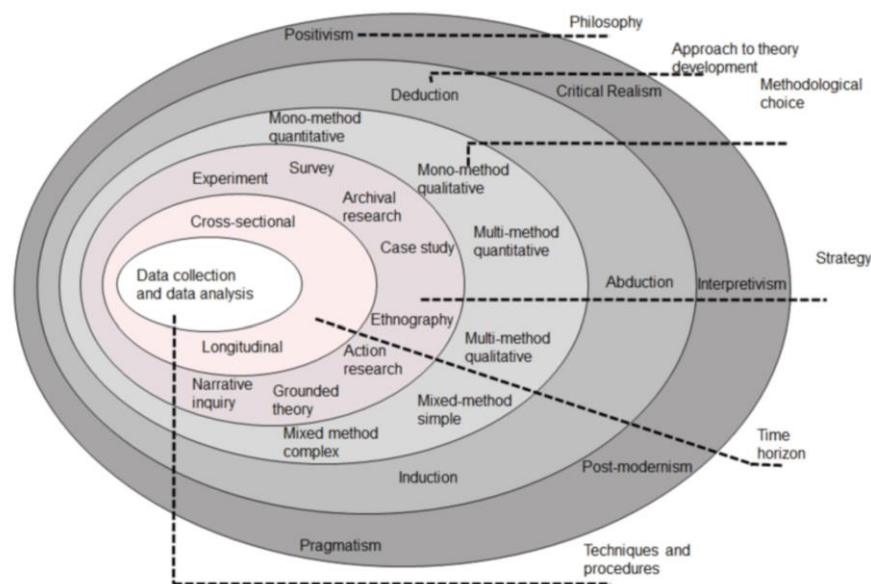 Philosophy
Positivism
Approach to theory
development
Methodological
choice
Deduction
Critical Realism
Mono-method
quantitative
Mono-method
qualitative
Survey
Experiment
Archival
research
Cross-sectional
Multi-method
quantitative
Case study
Strategy
Data collection
and data analysis
Abduction
Interpretivism
Ethnography
Longitudinal
Multi-method
qualitative
Action
research
Narrative
inquiry
Grounded
theory
Mixed-method
simple
Mixed method
complex
Time
horizon
Post-modernism
Induction
Pragmatism
Techniques and
procedures